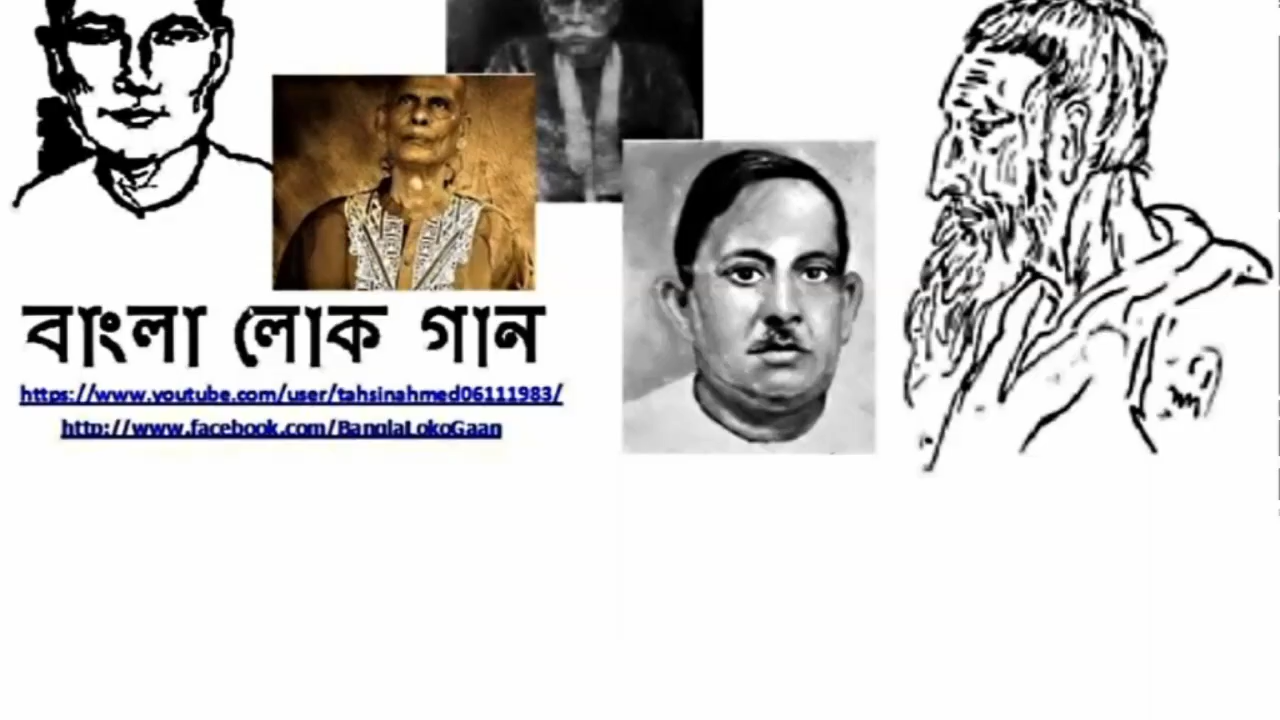 বাংলা লোক গান
https://www.youtube.com/user/tahsinahmed06111983/
http://www.facebook.com/BanglaLokoGaan